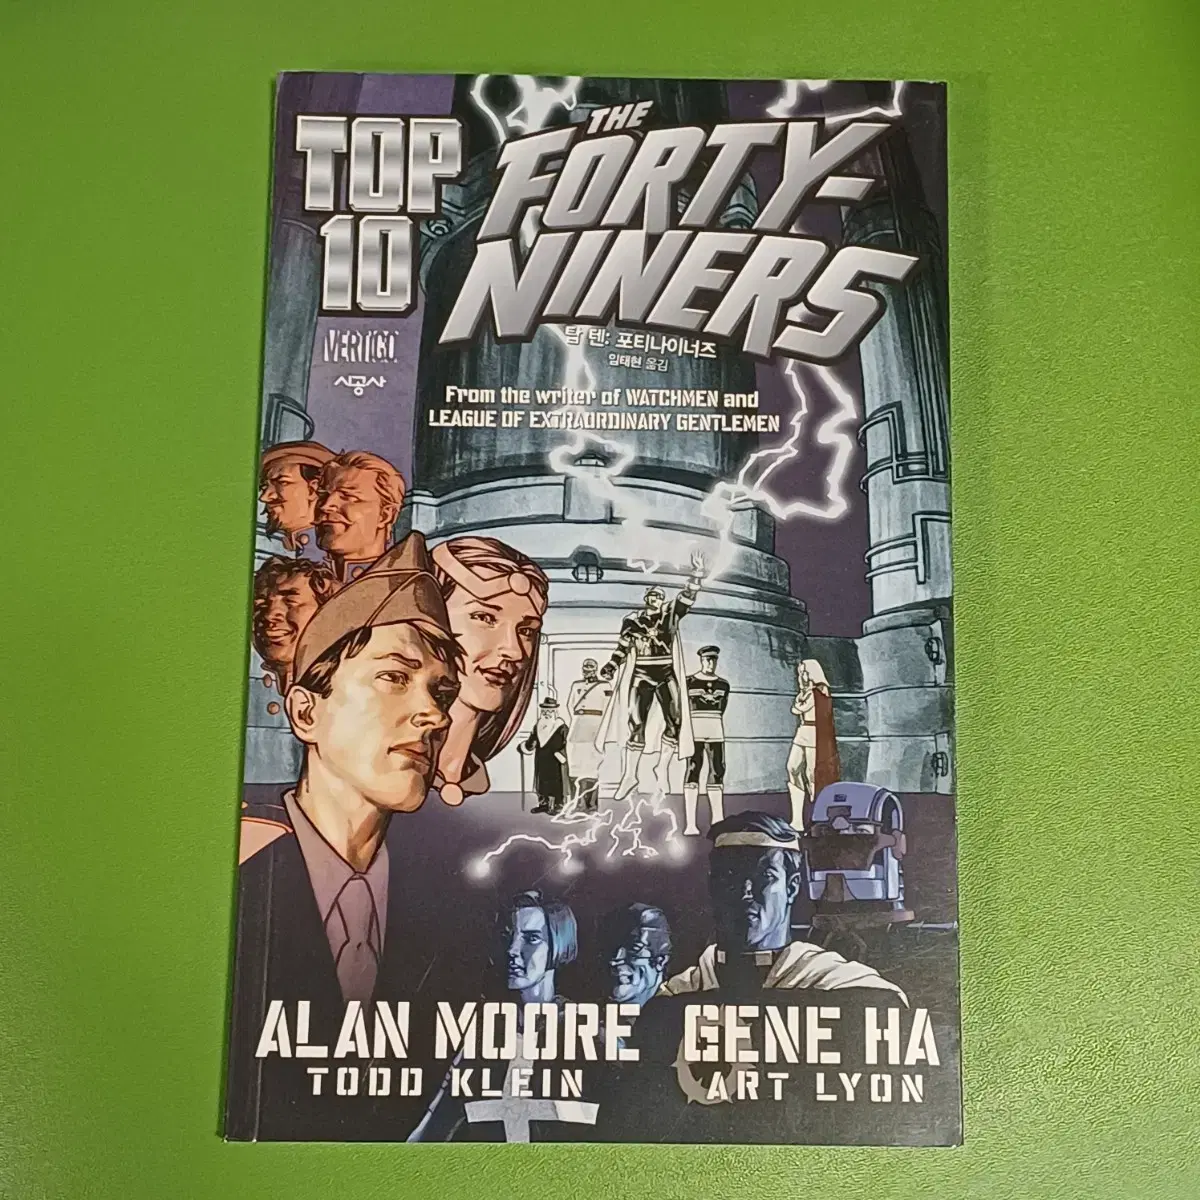 TOP
10
THE
FORTY-
NINERS
VERTIGO
시공사
탑 텐: 포티나이너즈
임태현 옮김
From the writer of WATCHMEN and
LEAGUE OF EXTRAORDINARY GENTLEMEN
ALAN MOORE
GENE HA
TODD KLEIN
ART LYON